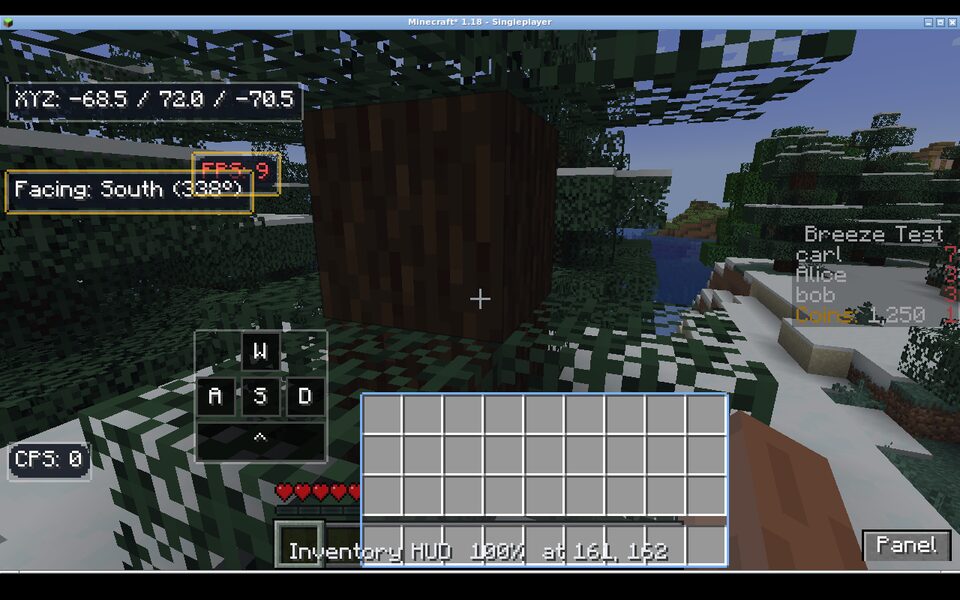 Minecraft* 1.18 - Singleplayer
XYZ: -68.5 / 72.0 / -70.5
FPS: 9
Facing: South (338°)
Breeze Test
carl
Alice
bob
Coins: 1,250
W
A S D
^
CPS: 0
Inventory HUD 100% at 161, 162
Panel